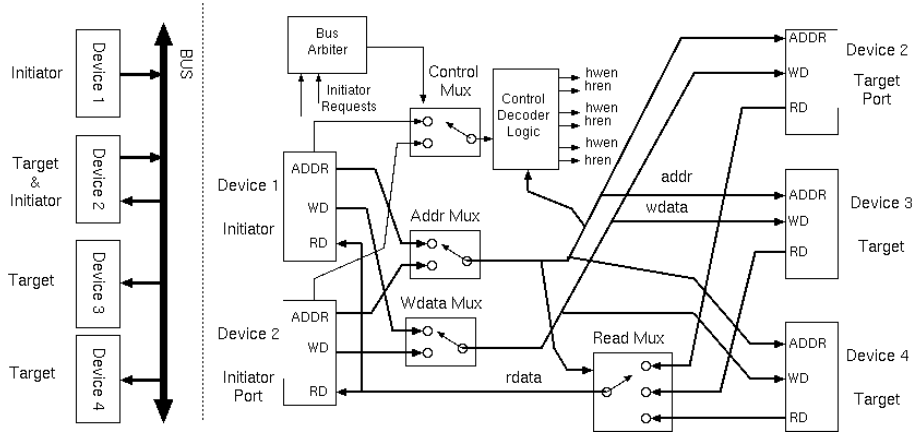 Initiator
Device 1
BUS
Target
&
Initiator
Device 2
Target
Device 3
Target
Device 4
Bus
Arbiter
Initiator
Requests
Control
Mux
Control
Decoder
Logic
hwen
hren
hwen
hren
hwen
hren
Device 1
Initiator
ADDR
WD
RD
Addr Mux
Device 2
Initiator
Port
ADDR
WD
RD
Wdata Mux
rdata
Read Mux
addr
wdata
ADDR
WD
RD
Device 2
Target
Port
ADDR
WD
RD
Device 3
Target
ADDR
WD
RD
Device 4
Target